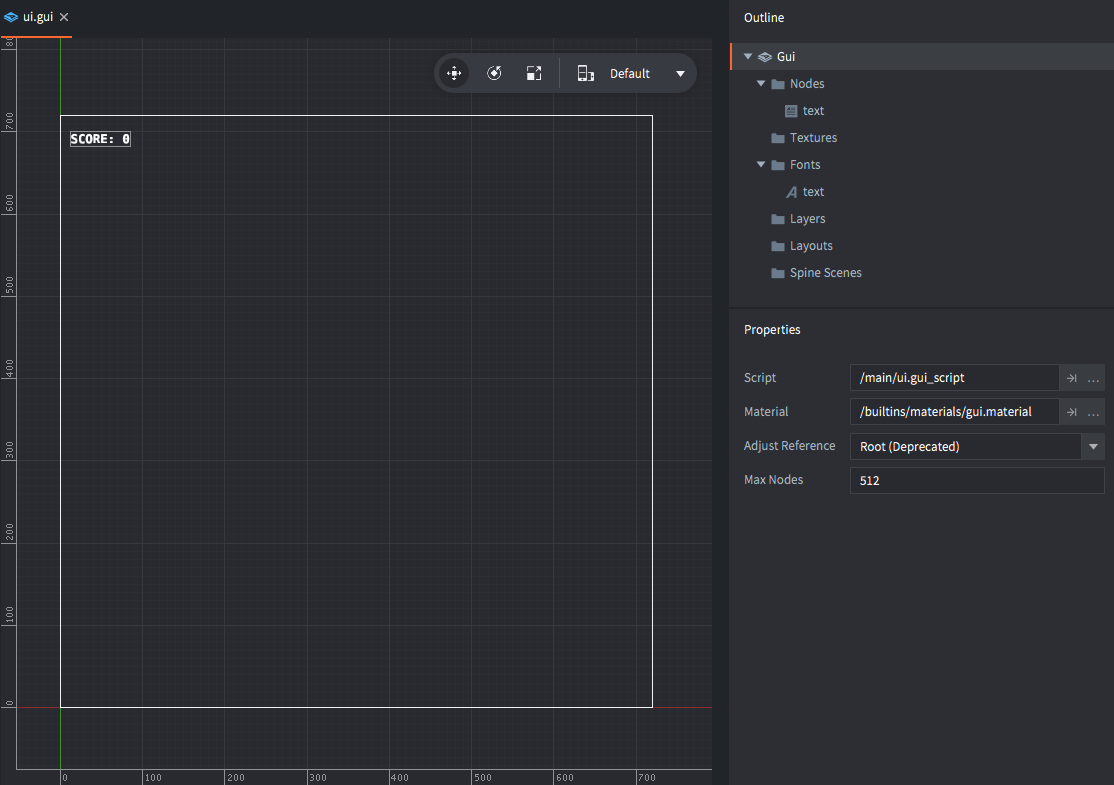 ui.gui
Default
SCORE: 0
800
700
600
500
400
300
200
100
0
0
100
200
300
400
500
600
700
Outline
Gui
Nodes
text
Textures
Fonts
text
Layers
Layouts
Spine Scenes
Properties
Script
/main/ui.gui_script
...
Material
/builtins/materials/gui.material
...
Adjust Reference
Root (Deprecated)
Max Nodes
512